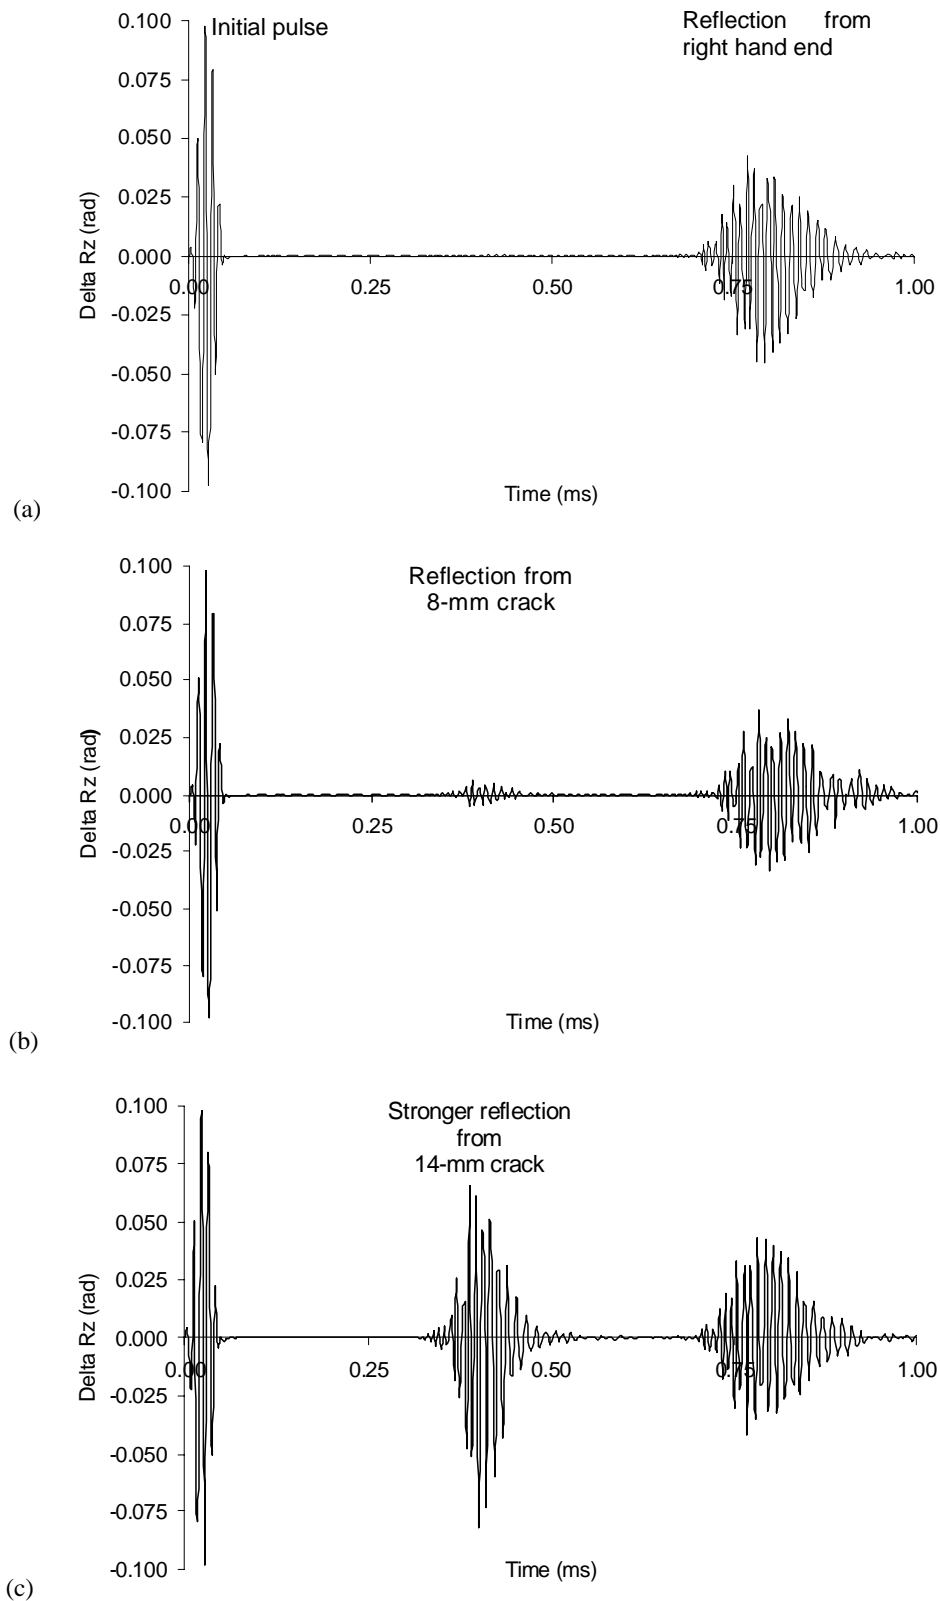 0.100
Initial pulse
Reflection from
right hand end
0.075
0.050
0.025
0.000
0.00 0.25 0.50 0.75 1.00
-0.025
-0.050
-0.075
-0.100
Delta Rz (rad)
Time (ms)
(a)
0.100
Reflection from
8-mm crack
0.075
0.050
0.025
0.000
0.00 0.25 0.50 0.75 1.00
-0.025
-0.050
-0.075
-0.100
Delta Rz (rad)
Time (ms)
(b)
0.100
Stronger reflection
from
14-mm crack
0.075
0.050
0.025
0.000
0.00 0.25 0.50 0.75 1.00
-0.025
-0.050
-0.075
-0.100
Delta Rz (rad)
Time (ms)
(c)